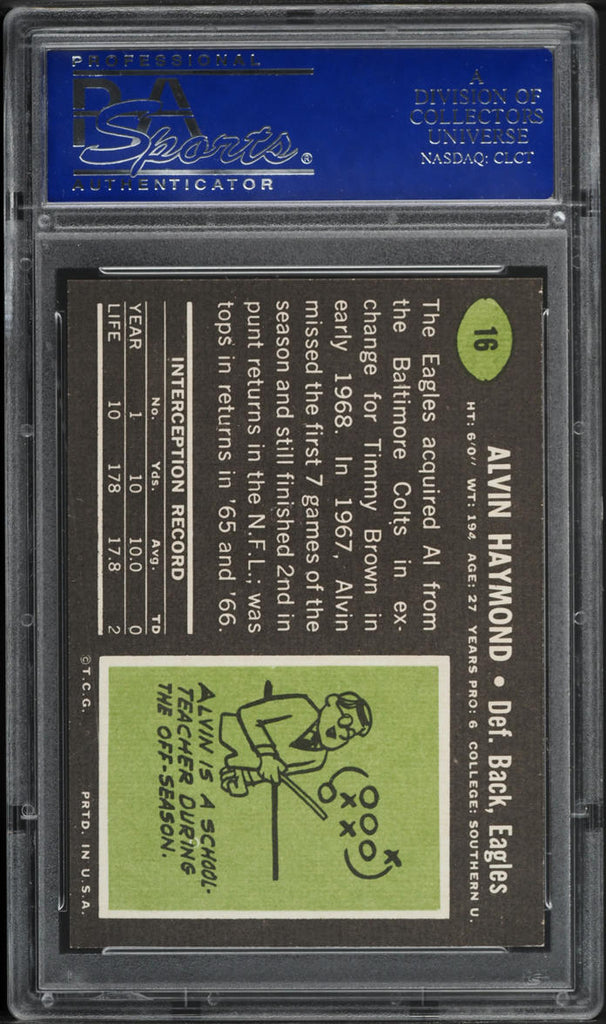 PROFESSIONAL
PSA
Sports®
AUTHENTICATOR
A
DIVISION OF
COLLECTORS
UNIVERSE
NASDAQ: CLCT
16
ALVIN HAYMOND • Def. Back, Eagles
HT: 6'0" WT: 194 AGE: 27 YEARS PRO: 6 COLLEGE: SOUTHERN U.
The Eagles acquired Al from
the Baltimore Colts in ex-
change for Timmy Brown in
early 1968. In 1967, Alvin
missed the first 7 games of the
season and still finished 2nd in
punt returns in the N.F.L.; was
tops in returns in '65 and '66.
INTERCEPTION RECORD
No. Yds. Avg. TD
YEAR 1 10 10.0 0
LIFE 10 178 17.8 2
ALVIN IS A SCHOOL-
TEACHER DURING
THE OFF-SEASON.
©T.C.G. PRTD. IN U.S.A.